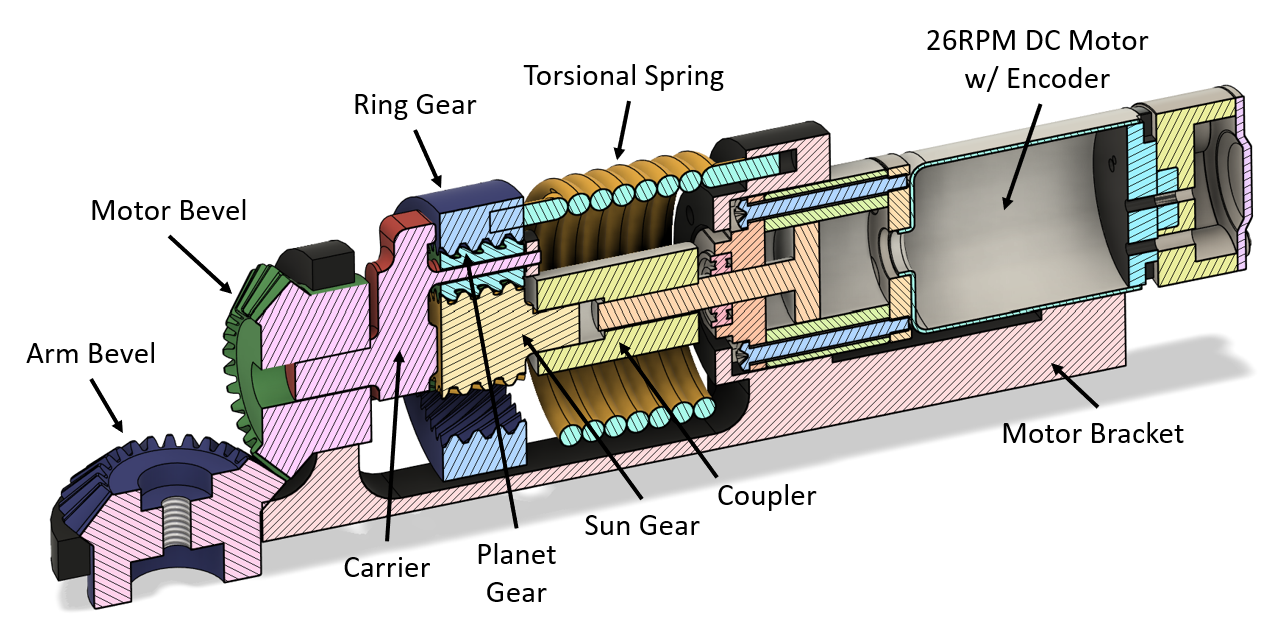 26RPM DC Motor
w/ Encoder
Torsional Spring
Ring Gear
Motor Bevel
Arm Bevel
Motor Bracket
Coupler
Sun Gear
Planet
Gear
Carrier